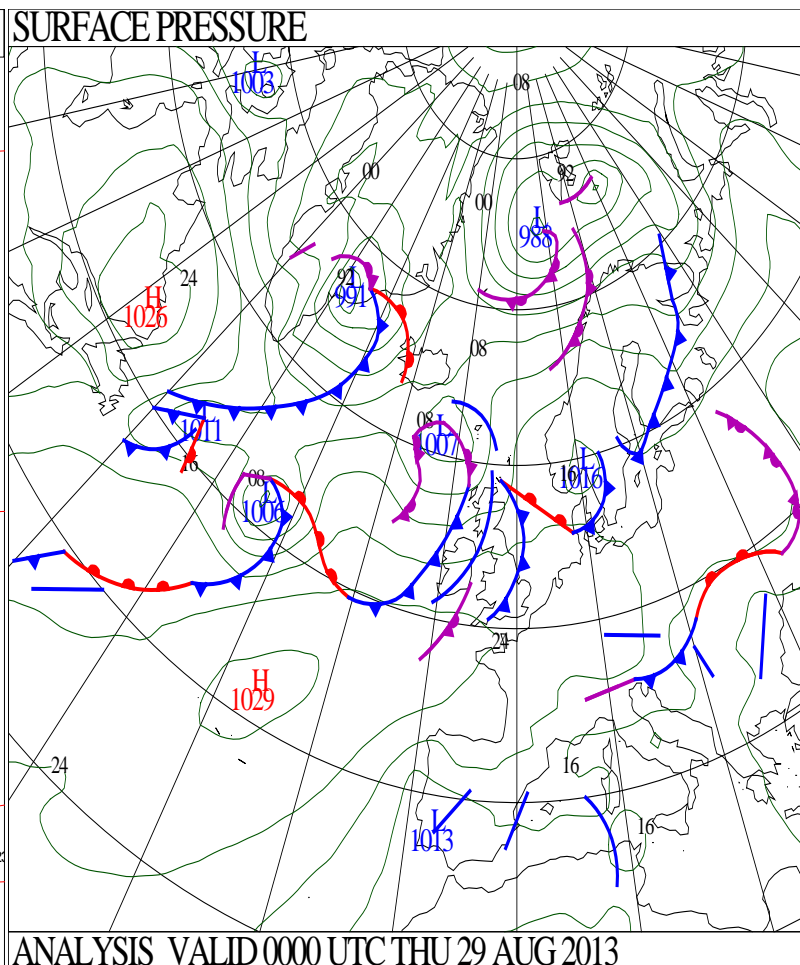 SURFACE PRESSURE
L
1003
08
92
00
00
L
988
24
92
L
991
H
1026
08
08
L
1011
L
1007
16
L
1016
16
08
L
1006
24
H
1029
24
16
L
1013
16
ANALYSIS VALID 0000 UTC THU 29 AUG 2013